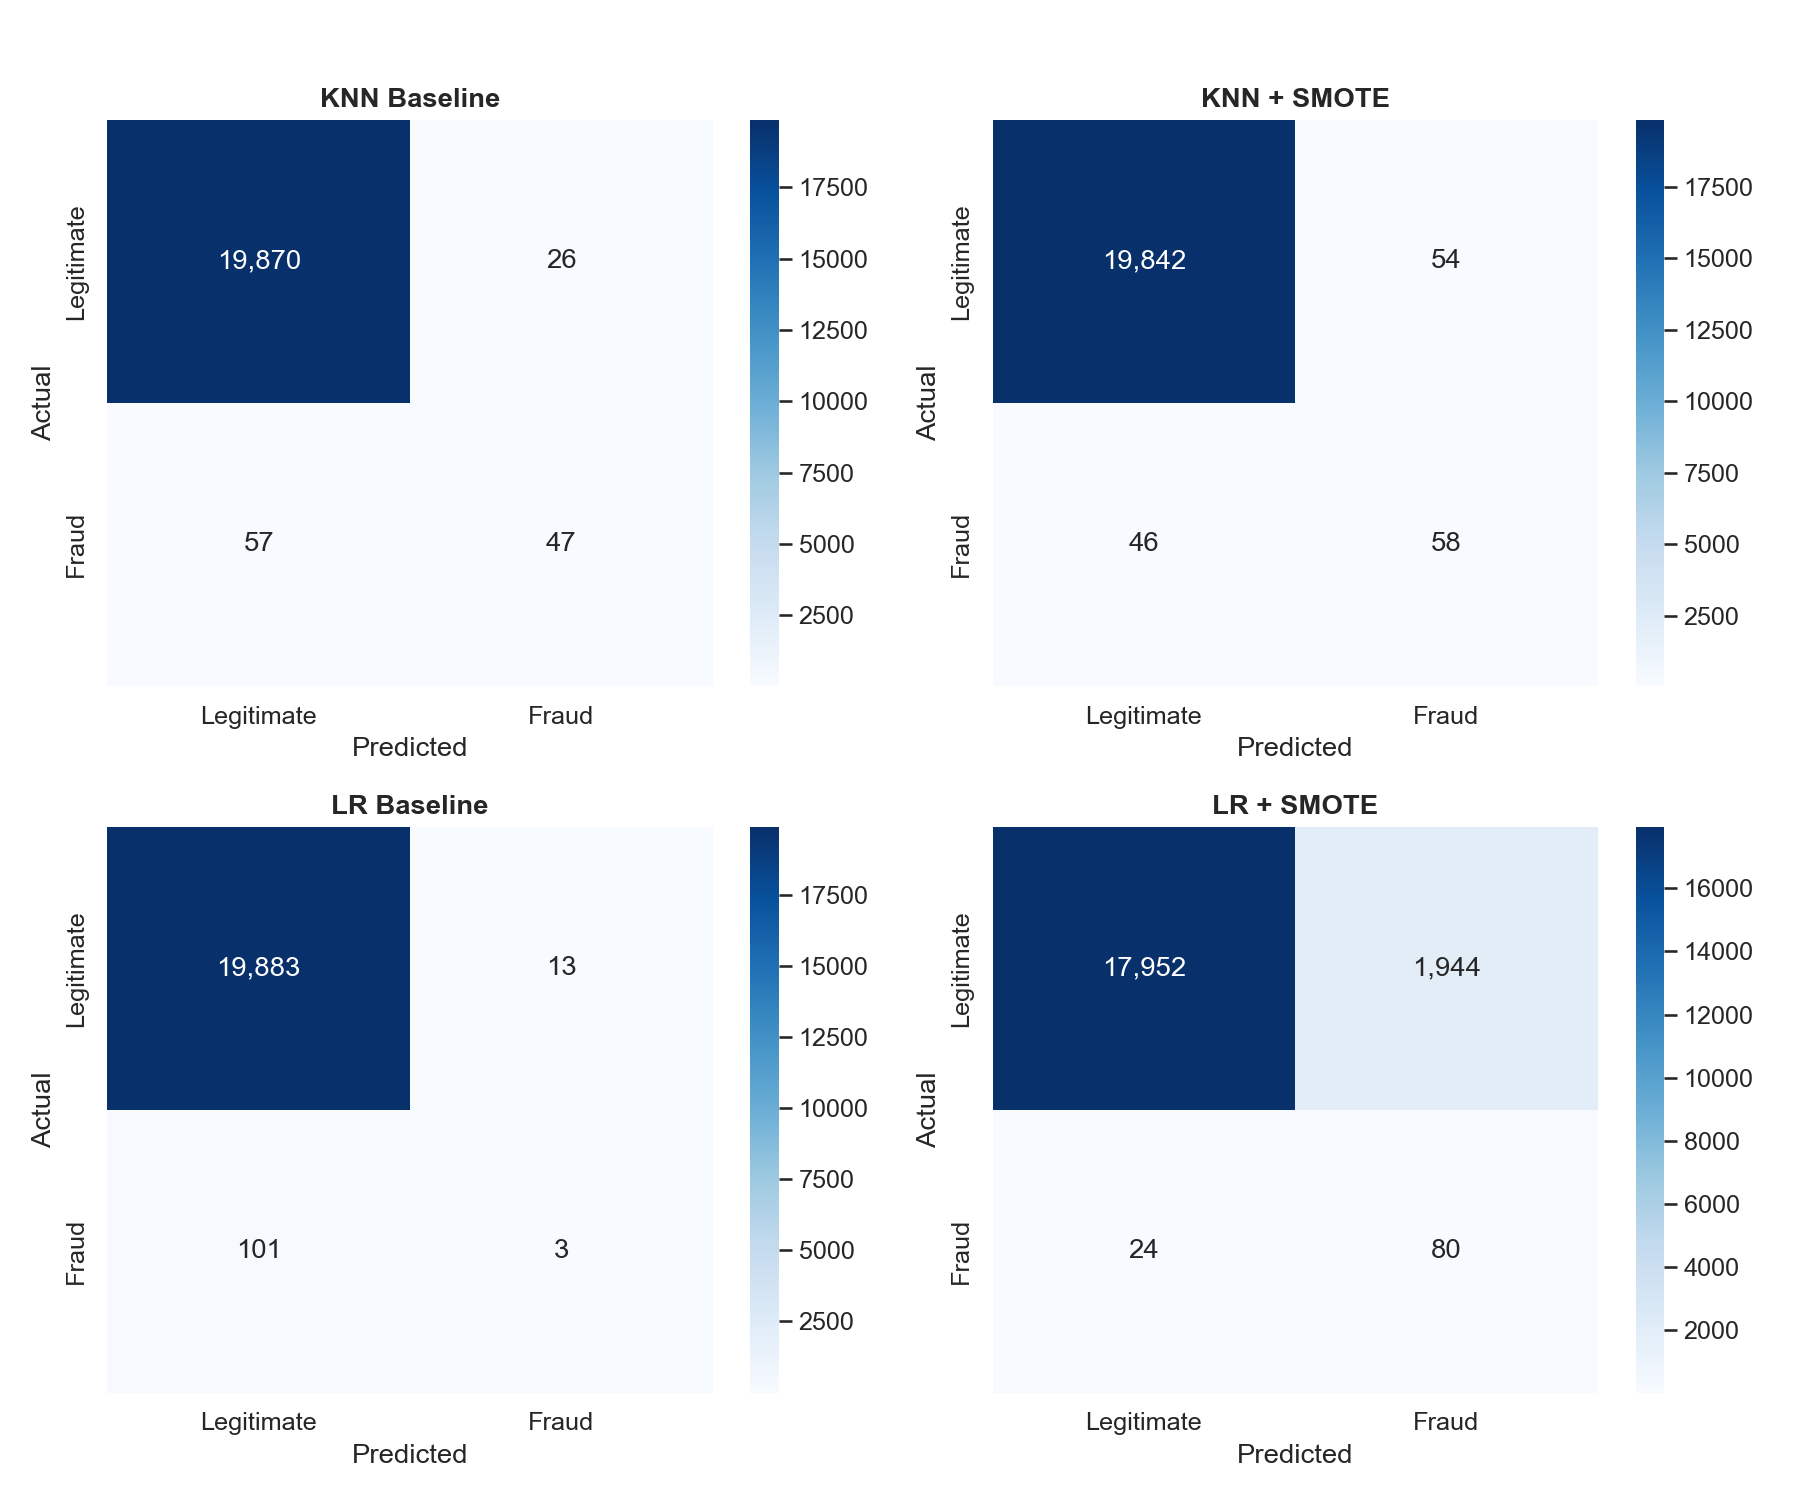 KNN Baseline
Legitimate
Fraud
Actual
19,870
26
57
47
Legitimate
Fraud
Predicted
17500
15000
12500
10000
7500
5000
2500
KNN + SMOTE
Legitimate
Fraud
Actual
19,842
54
46
58
Legitimate
Fraud
Predicted
17500
15000
12500
10000
7500
5000
2500
LR Baseline
Legitimate
Fraud
Actual
19,883
13
101
3
Legitimate
Fraud
Predicted
17500
15000
12500
10000
7500
5000
2500
LR + SMOTE
Legitimate
Fraud
Actual
17,952
1,944
24
80
Legitimate
Fraud
Predicted
16000
14000
12000
10000
8000
6000
4000
2000